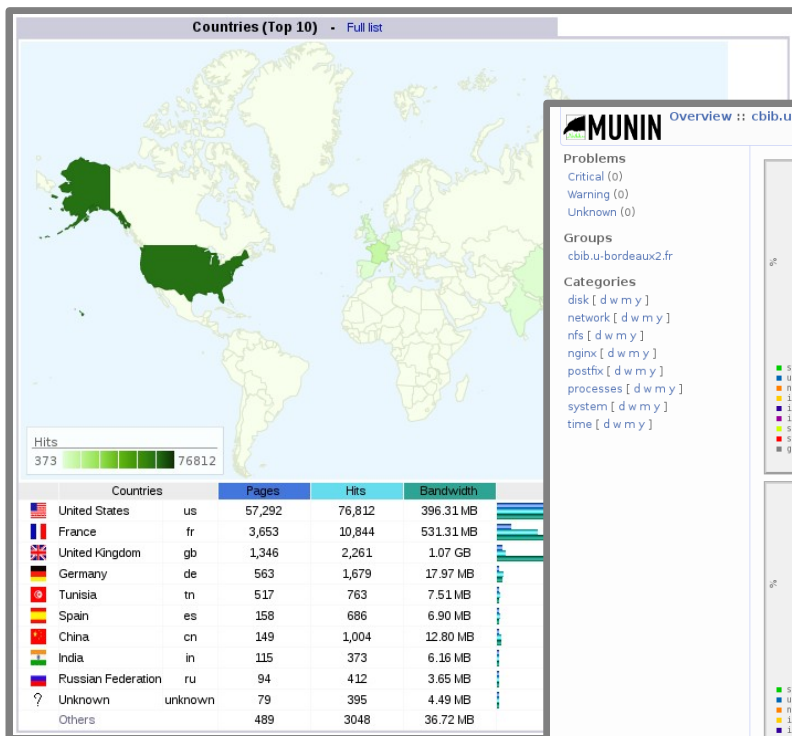 Countries (Top 10) - Full list
Hits
373 76812
Countries Pages Hits Bandwidth
United States us 57,292 76,812 396.31 MB
France fr 3,653 10,844 531.31 MB
United Kingdom gb 1,346 2,261 1.07 GB
Germany de 563 1,679 17.97 MB
Tunisia tn 517 763 7.51 MB
Spain es 158 686 6.90 MB
China cn 149 1,004 12.80 MB
India in 115 373 6.16 MB
Russian Federation ru 94 412 3.65 MB
? Unknown unknown 79 395 4.49 MB
Others 489 3048 36.72 MB
MUNIN Overview :: cbib.u
Problems
Critical (0)
Warning (0)
Unknown (0)
Groups
cbib.u-bordeaux2.fr
Categories
disk [ d w m y ]
network [ d w m y ]
nfs [ d w m y ]
nginx [ d w m y ]
postfix [ d w m y ]
processes [ d w m y ]
system [ d w m y ]
time [ d w m y ]
%
s
u
n
i
i
i
s
s
g
%
s
u
n
i
i